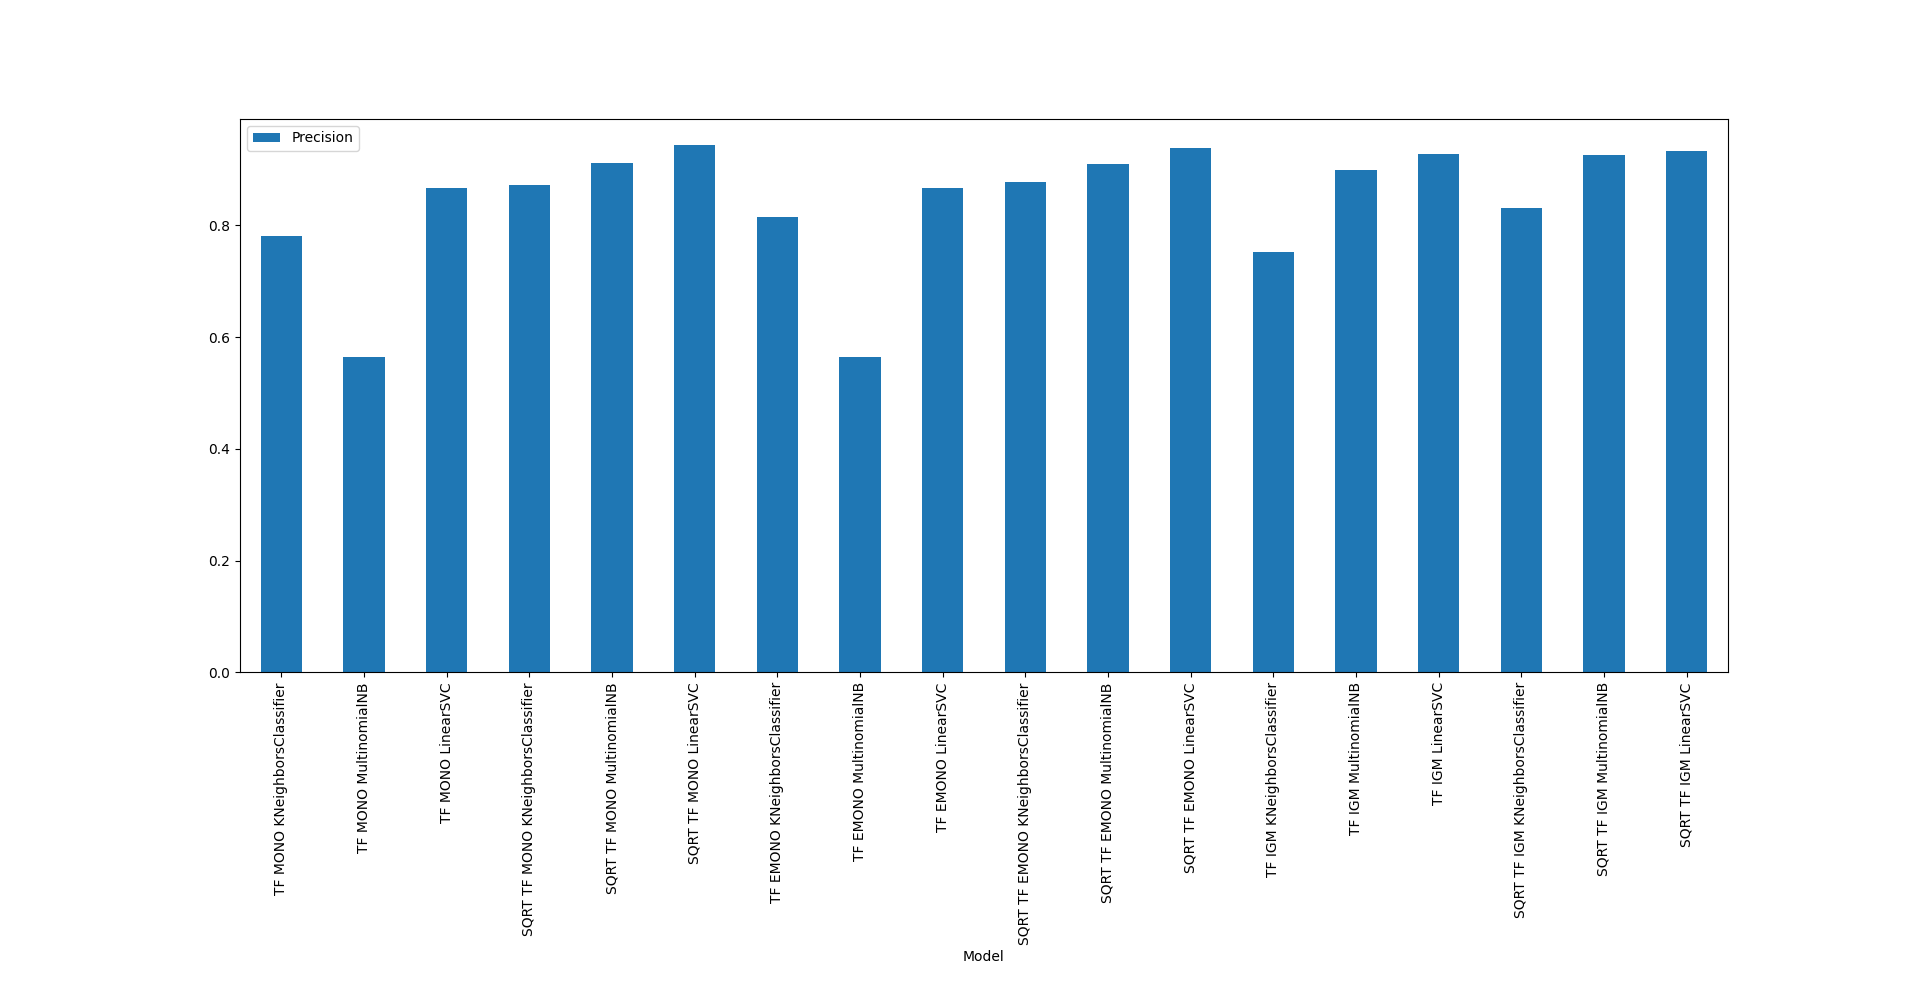 Precision
0.8
0.6
0.4
0.2
0.0
TF MONO KNeighborsClassifier
TF MONO MultinomialNB
TF MONO LinearSVC
SQRT TF MONO KNeighborsClassifier
SQRT TF MONO MultinomialNB
SQRT TF MONO LinearSVC
TF EMONO KNeighborsClassifier
TF EMONO MultinomialNB
TF EMONO LinearSVC
SQRT TF EMONO KNeighborsClassifier
SQRT TF EMONO MultinomialNB
SQRT TF EMONO LinearSVC
TF IGM KNeighborsClassifier
TF IGM MultinomialNB
TF IGM LinearSVC
SQRT TF IGM KNeighborsClassifier
SQRT TF IGM MultinomialNB
SQRT TF IGM LinearSVC
Model